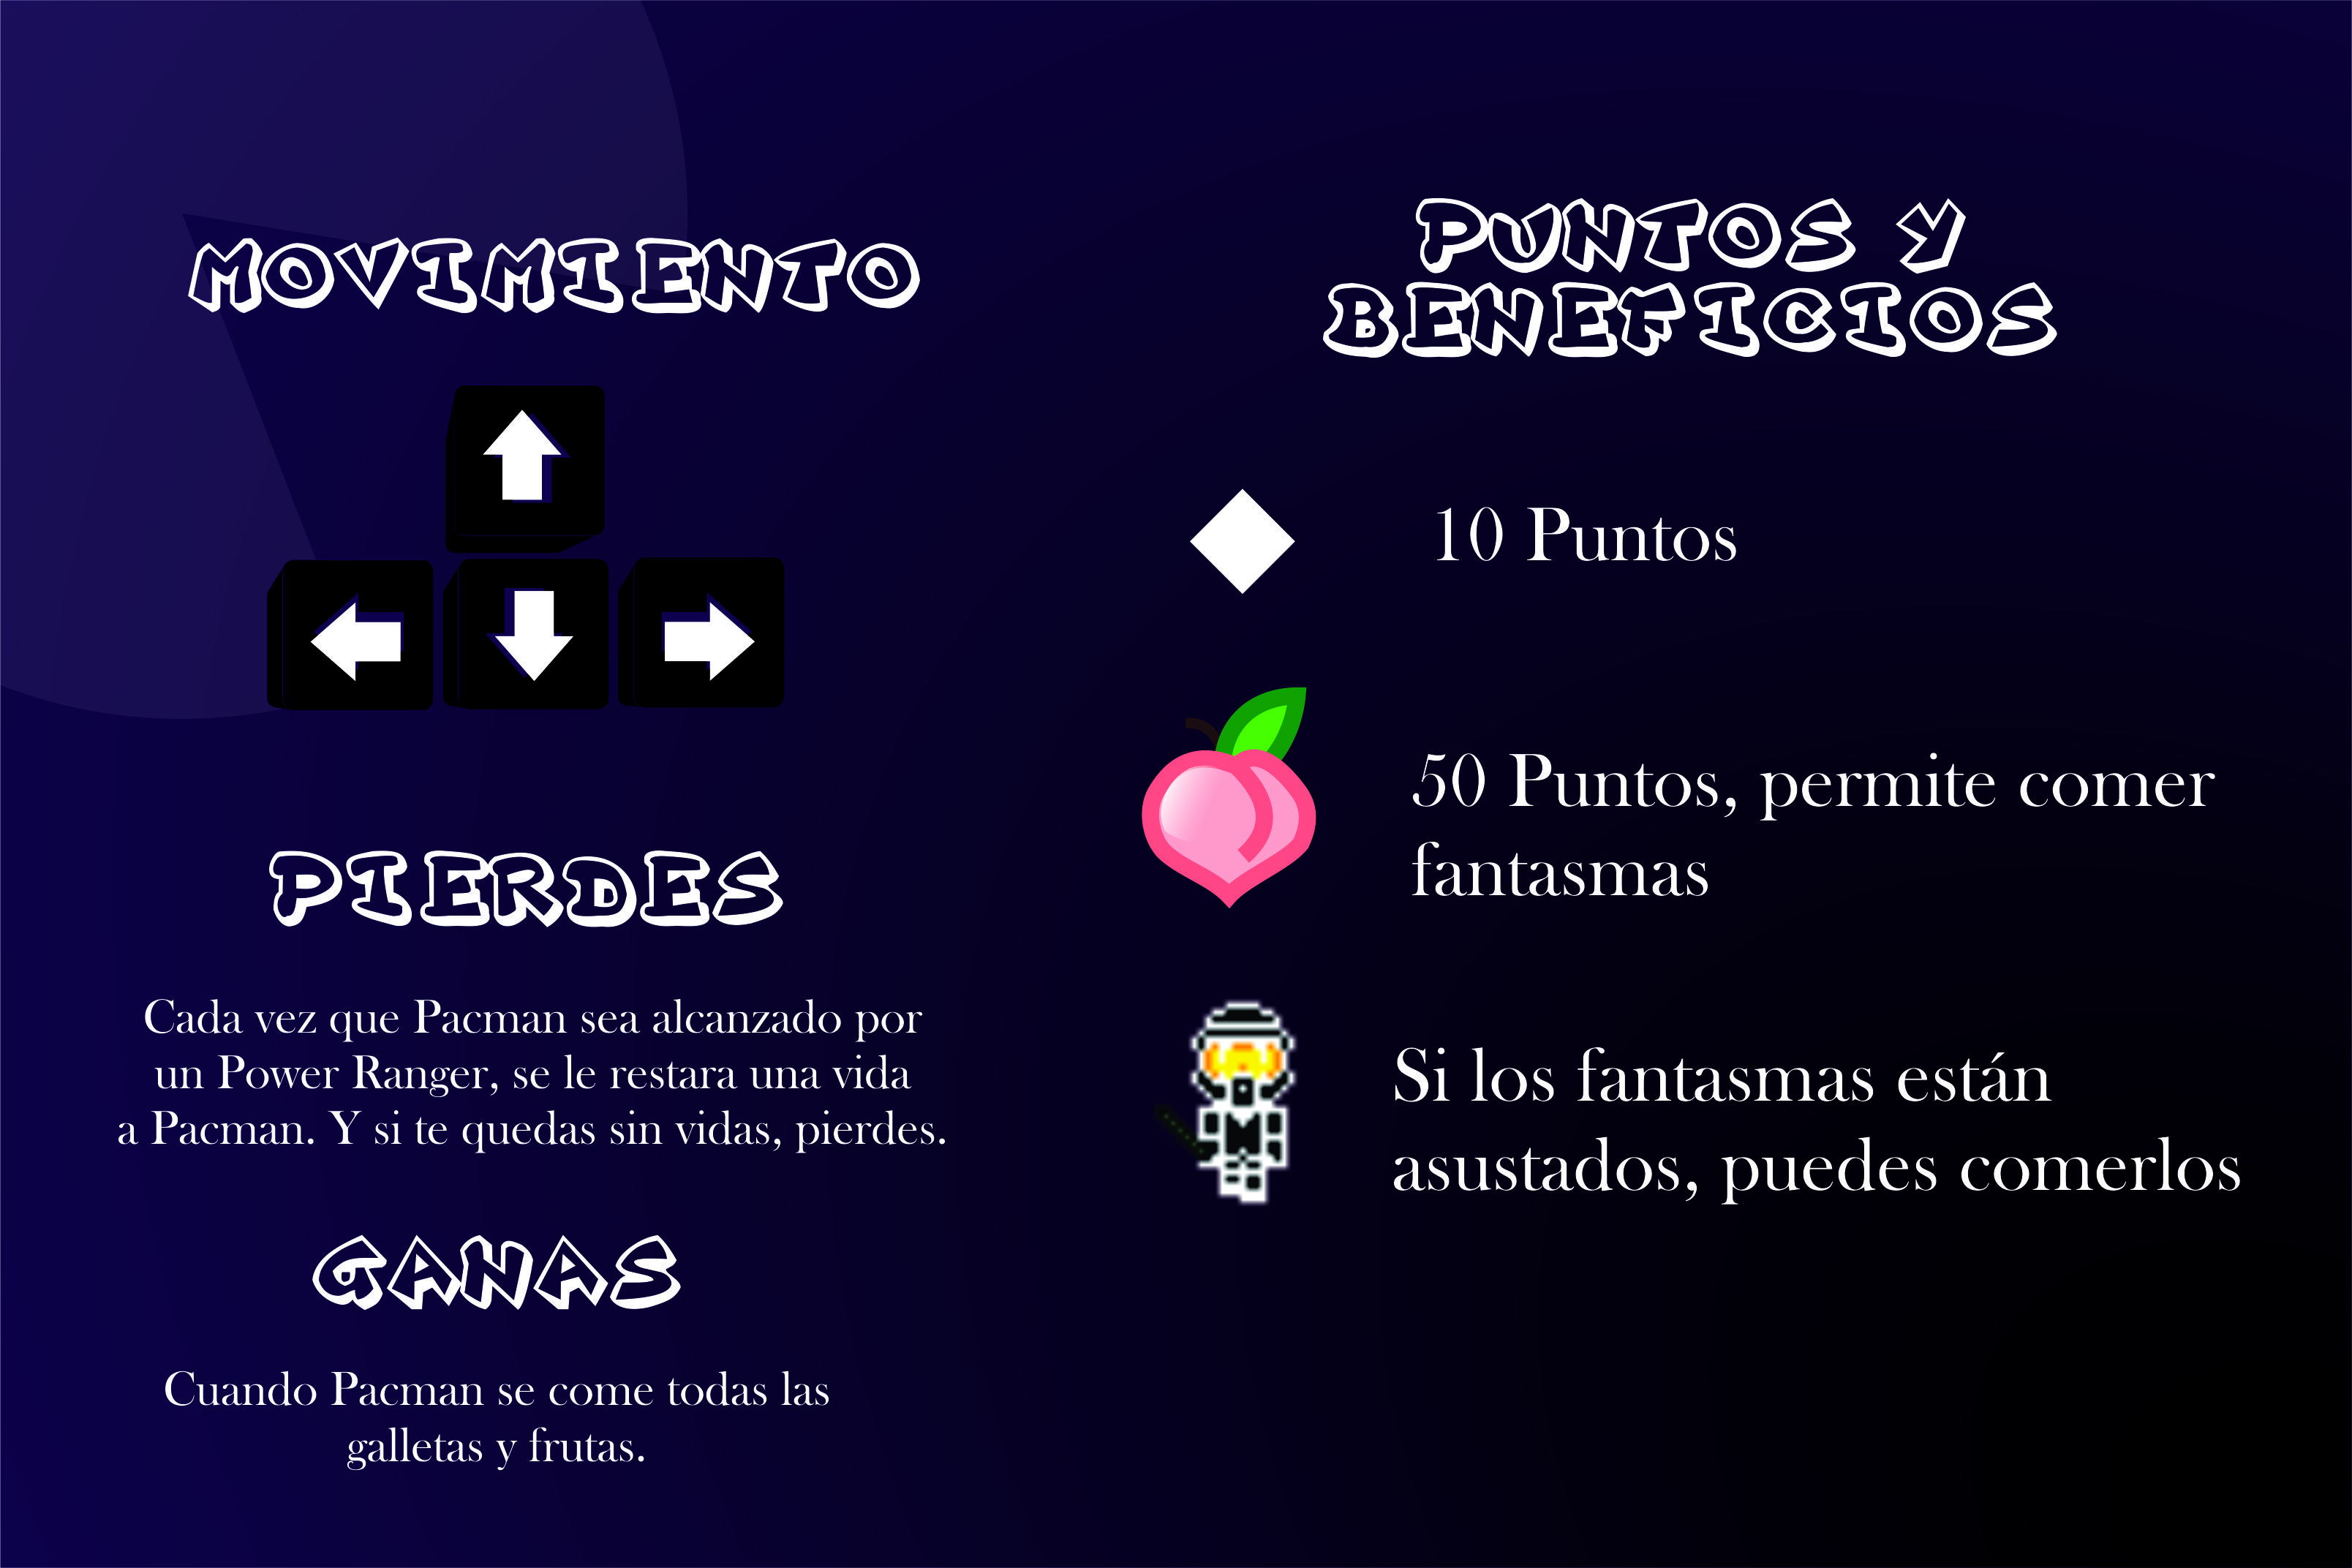 MOVIMIENTO
PIERDES
Cada vez que Pacman sea alcanzado por
un Power Ranger, se le restara una vida
a Pacman. Y si te quedas sin vidas, pierdes.
GANAS
Cuando Pacman se come todas las
galletas y frutas.
PUNTOS Y
BENEFICIOS
10 Puntos
50 Puntos, permite comer
fantasmas
Si los fantasmas están
asustados, puedes comerlos